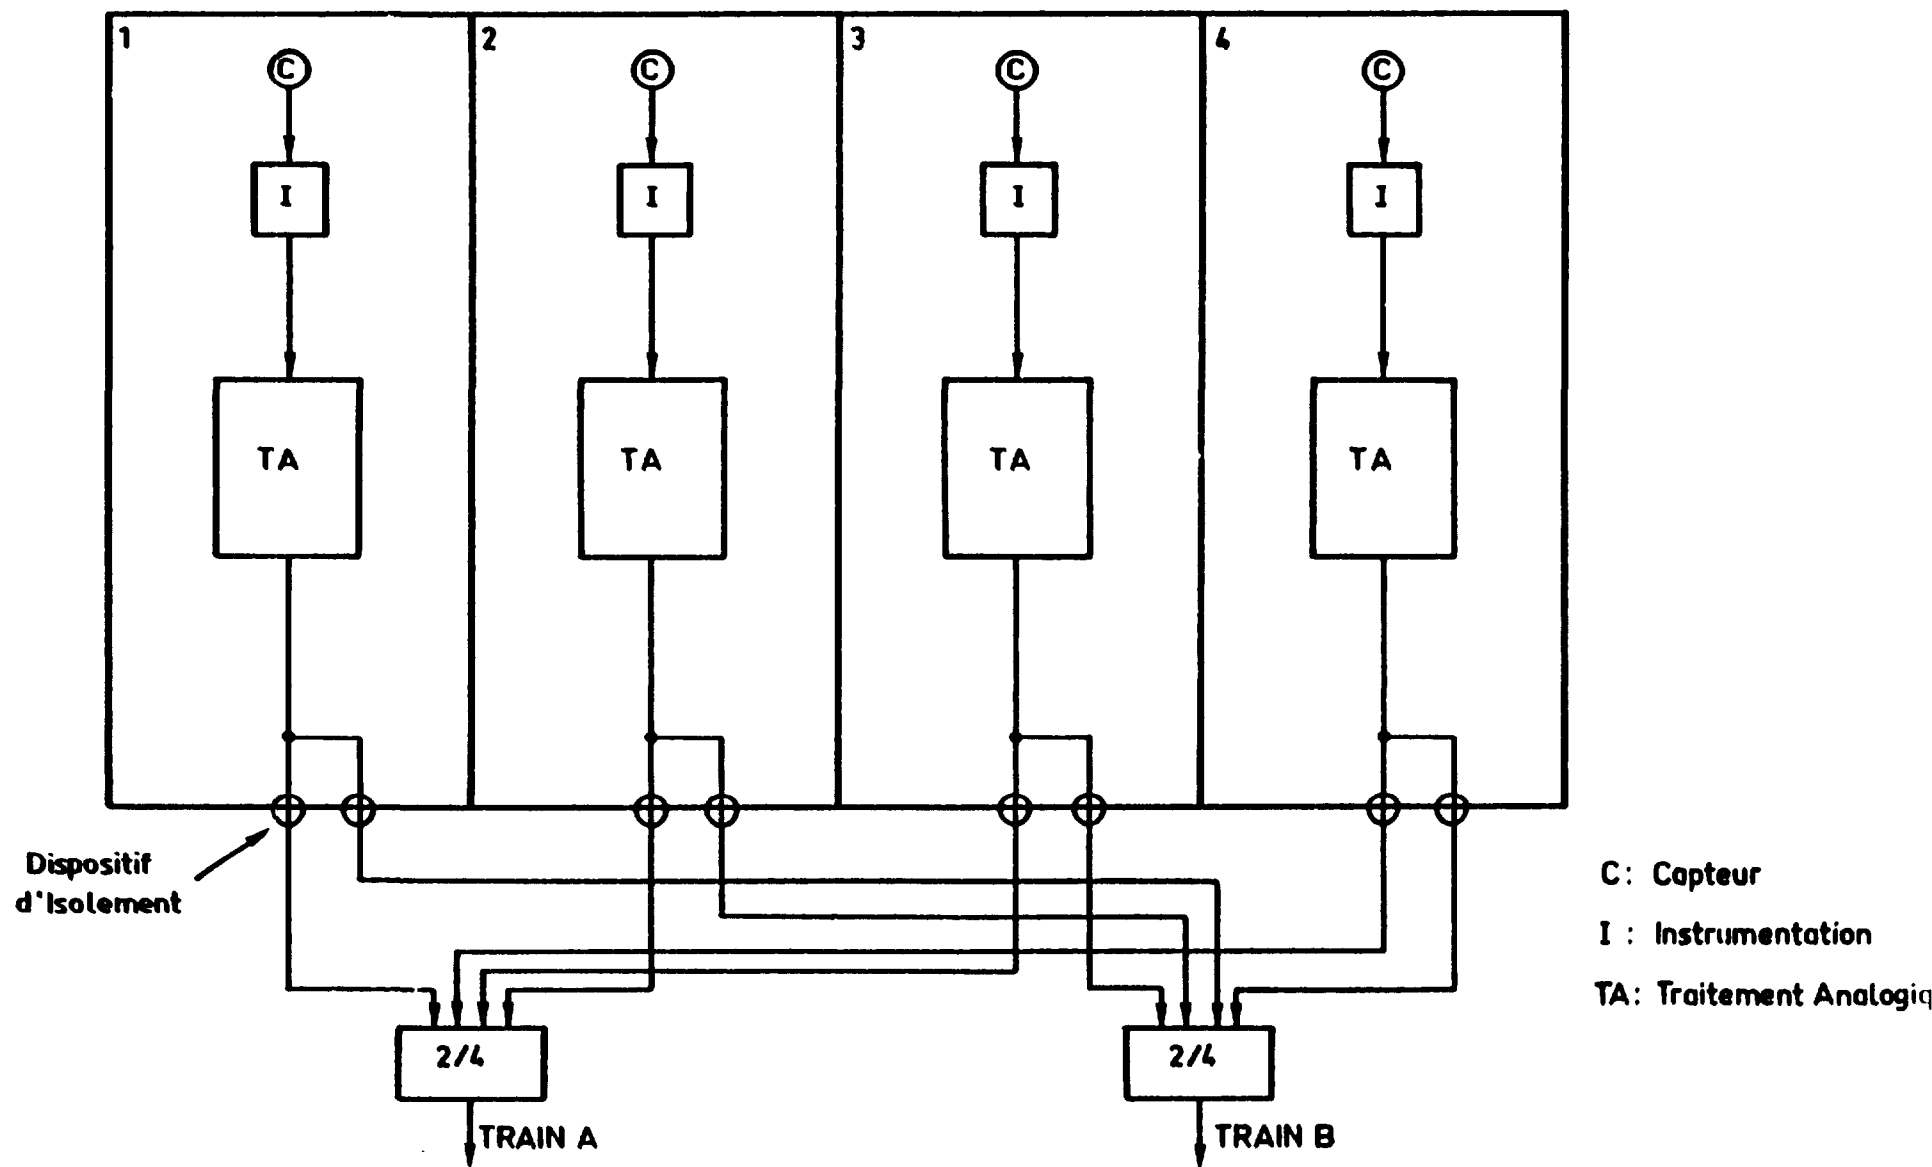 1 2 3 4
C C C C
I I I I
TA TA TA TA
Dispositif
d'Isolement
C: Capteur
I : Instrumentation
TA: Traitement Analogiq
2/4 2/4
TRAIN A TRAIN B